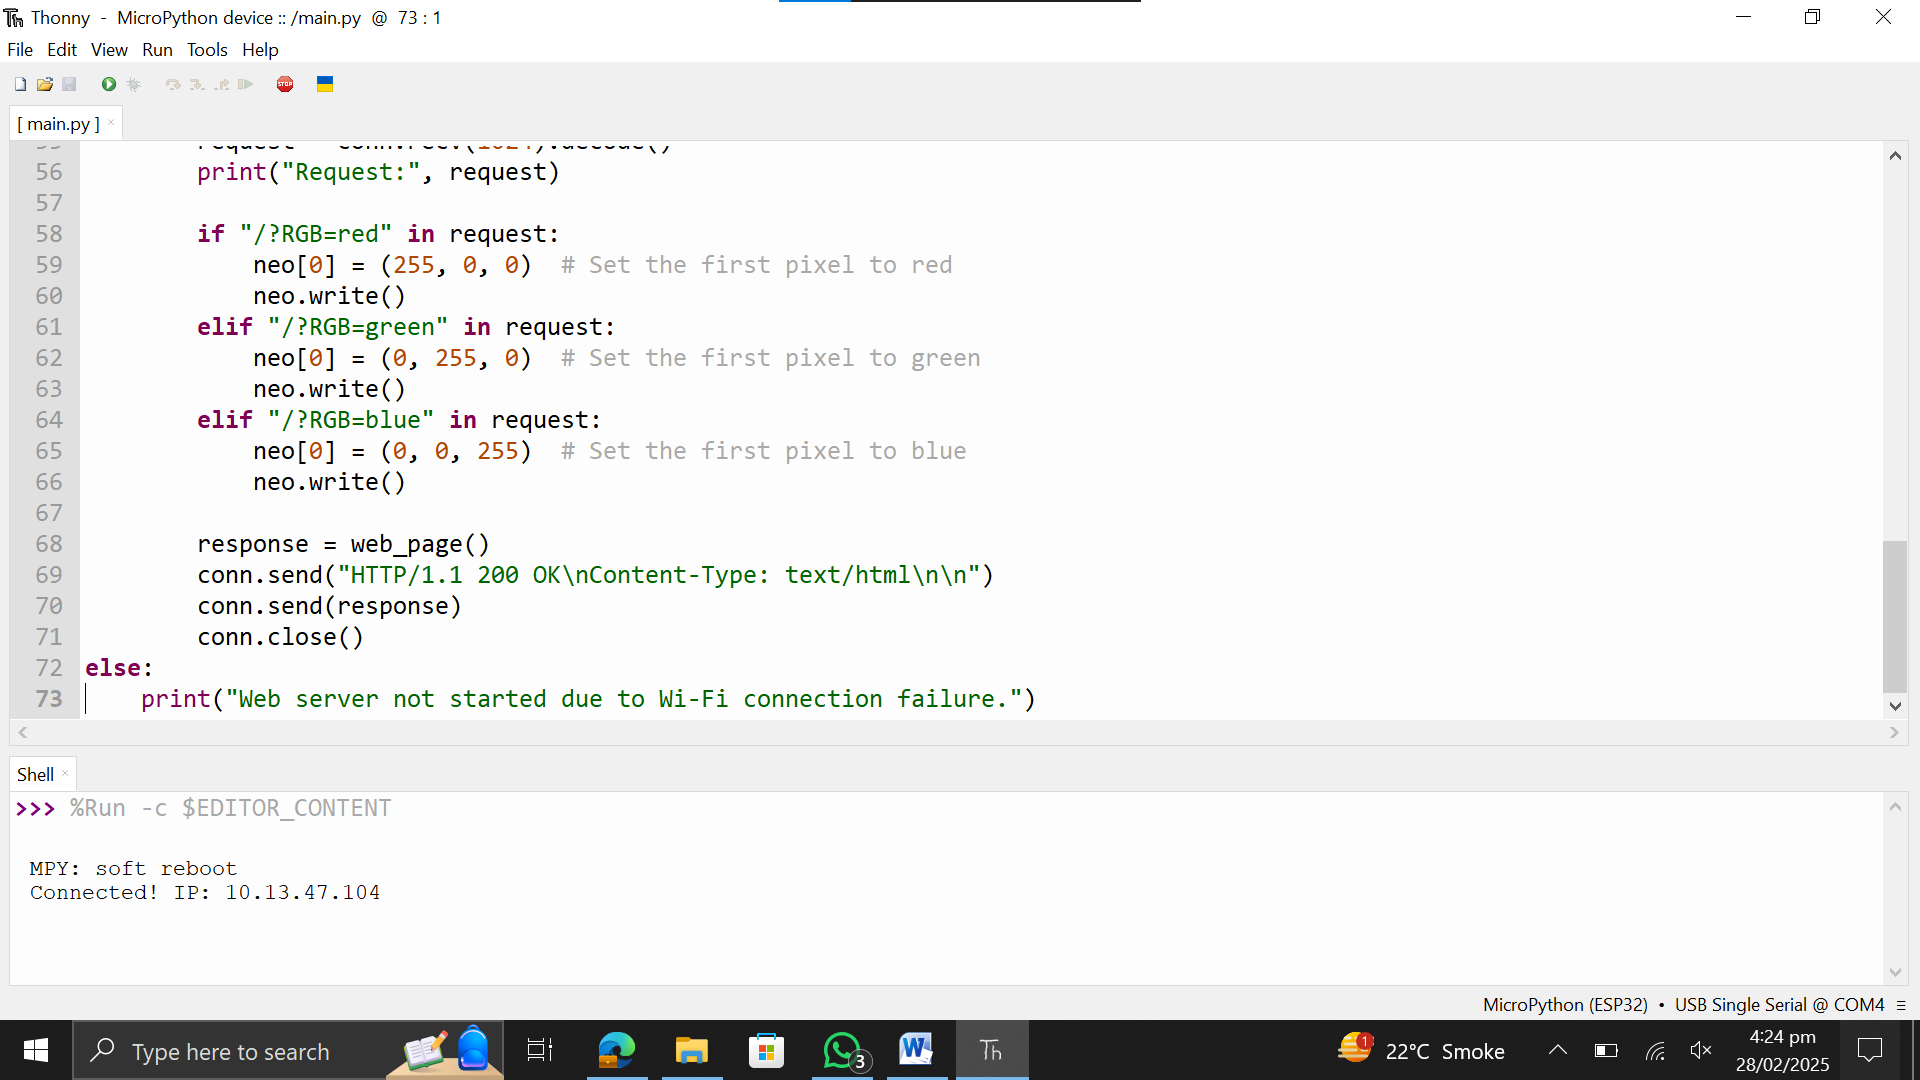 Thonny - MicroPython device :: /main.py @ 73 : 1
File Edit View Run Tools Help
STOP
[ main.py ]
56 print("Request:", request)
57
58 if "/?RGB=red" in request:
59 neo[0] = (255, 0, 0) # Set the first pixel to red
60 neo.write()
61 elif "/?RGB=green" in request:
62 neo[0] = (0, 255, 0) # Set the first pixel to green
63 neo.write()
64 elif "/?RGB=blue" in request:
65 neo[0] = (0, 0, 255) # Set the first pixel to blue
66 neo.write()
67
68 response = web_page()
69 conn.send("HTTP/1.1 200 OK\nContent-Type: text/html\n\n")
70 conn.send(response)
71 conn.close()
72 else:
73 print("Web server not started due to Wi-Fi connection failure.")
Shell
>>> %Run -c $EDITOR_CONTENT
MPY: soft reboot
Connected! IP: 10.13.47.104
MicroPython (ESP32) • USB Single Serial @ COM4 ≡
Type here to search
3
W
Th
1
22°C Smoke
4:24 pm
28/02/2025